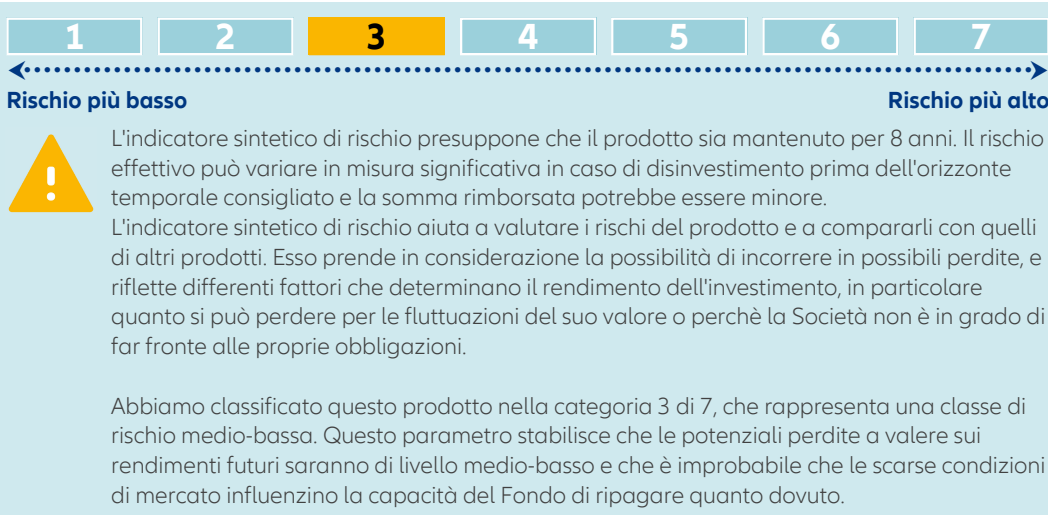 1 2 3 4 5 6 7
Rischio più basso Rischio più alto
L'indicatore sintetico di rischio presuppone che il prodotto sia mantenuto per 8 anni. Il rischio
effettivo può variare in misura significativa in caso di disinvestimento prima dell'orizzonte
temporale consigliato e la somma rimborsata potrebbe essere minore.
L'indicatore sintetico di rischio aiuta a valutare i rischi del prodotto e a compararli con quelli
di altri prodotti. Esso prende in considerazione la possibilità di incorrere in possibili perdite, e
riflette differenti fattori che determinano il rendimento dell'investimento, in particolare
quanto si può perdere per le fluttuazioni del suo valore o perchè la Società non è in grado di
far fronte alle proprie obbligazioni.
Abbiamo classificato questo prodotto nella categoria 3 di 7, che rappresenta una classe di
rischio medio-bassa. Questo parametro stabilisce che le potenziali perdite a valere sui
rendimenti futuri saranno di livello medio-basso e che è improbabile che le scarse condizioni
di mercato influenzino la capacità del Fondo di ripagare quanto dovuto.